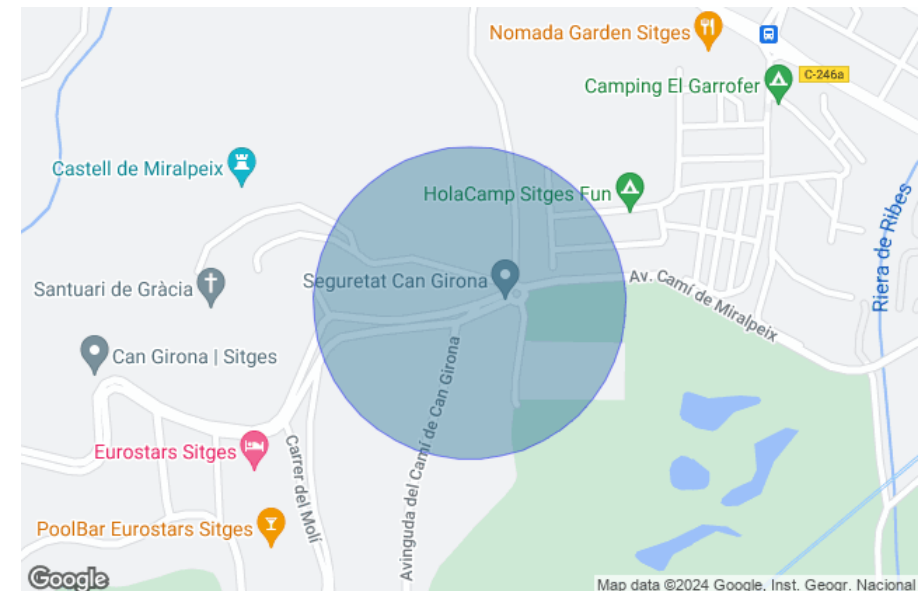 Nomada Garden Sitges
C-246a
Camping El Garrofer
Castell de Miralpeix
HolaCamp Sitges Fun
Riera de Ribes
Santuari de Gràcia
Seguretat Can Girona
Av. Camí de Miralpeix
Can Girona | Sitges
Avinguda del Camí de Can Girona
Eurostars Sitges
Carrer del Molí
PoolBar Eurostars Sitges
Google
Map data ©2024 Google, Inst. Geogr. Nacional